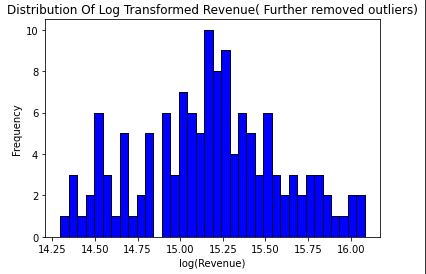 Distribution Of Log Transformed Revenue( Further removed outliers)
10
8
6
4
2
0
Frequency
14.25 14.50 14.75 15.00 15.25 15.50 15.75 16.00
log(Revenue)